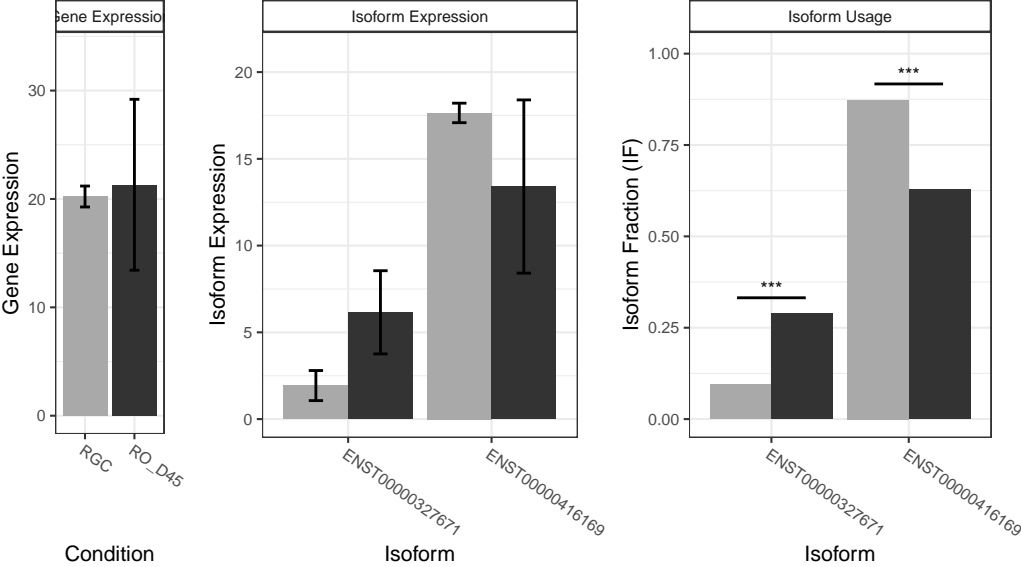 Gene Expression
Gene Expression
30
20
10
0
RGC
RO_D45
Condition
Isoform Expression
Isoform Expression
20
15
10
5
0
ENST00000327671
ENST00000416169
Isoform
Isoform Usage
Isoform Fraction (IF)
1.00
0.75
0.50
0.25
0.00
***
***
ENST00000327671
ENST00000416169
Isoform